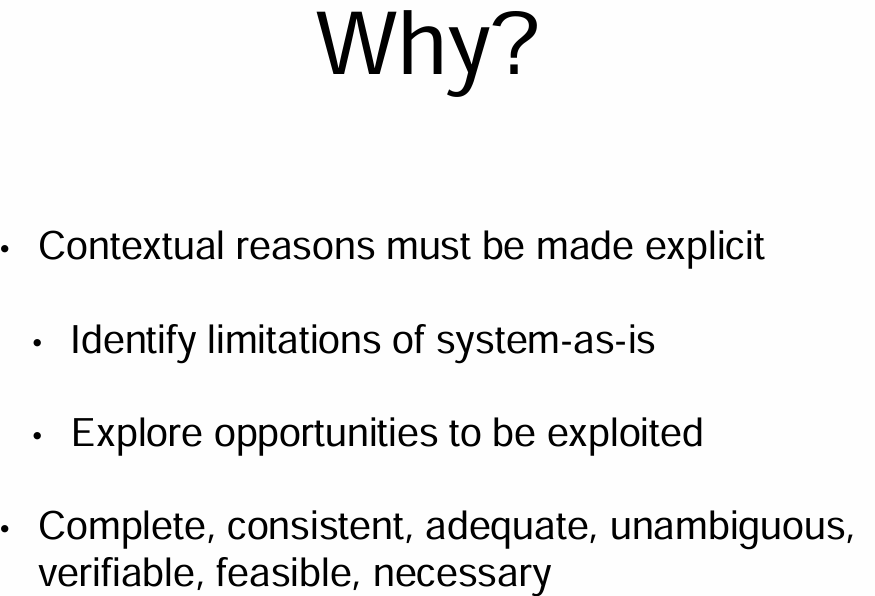 Why?
• Contextual reasons must be made explicit
• Identify limitations of system-as-is
• Explore opportunities to be exploited
• Complete, consistent, adequate, unambiguous,
verifiable, feasible, necessary